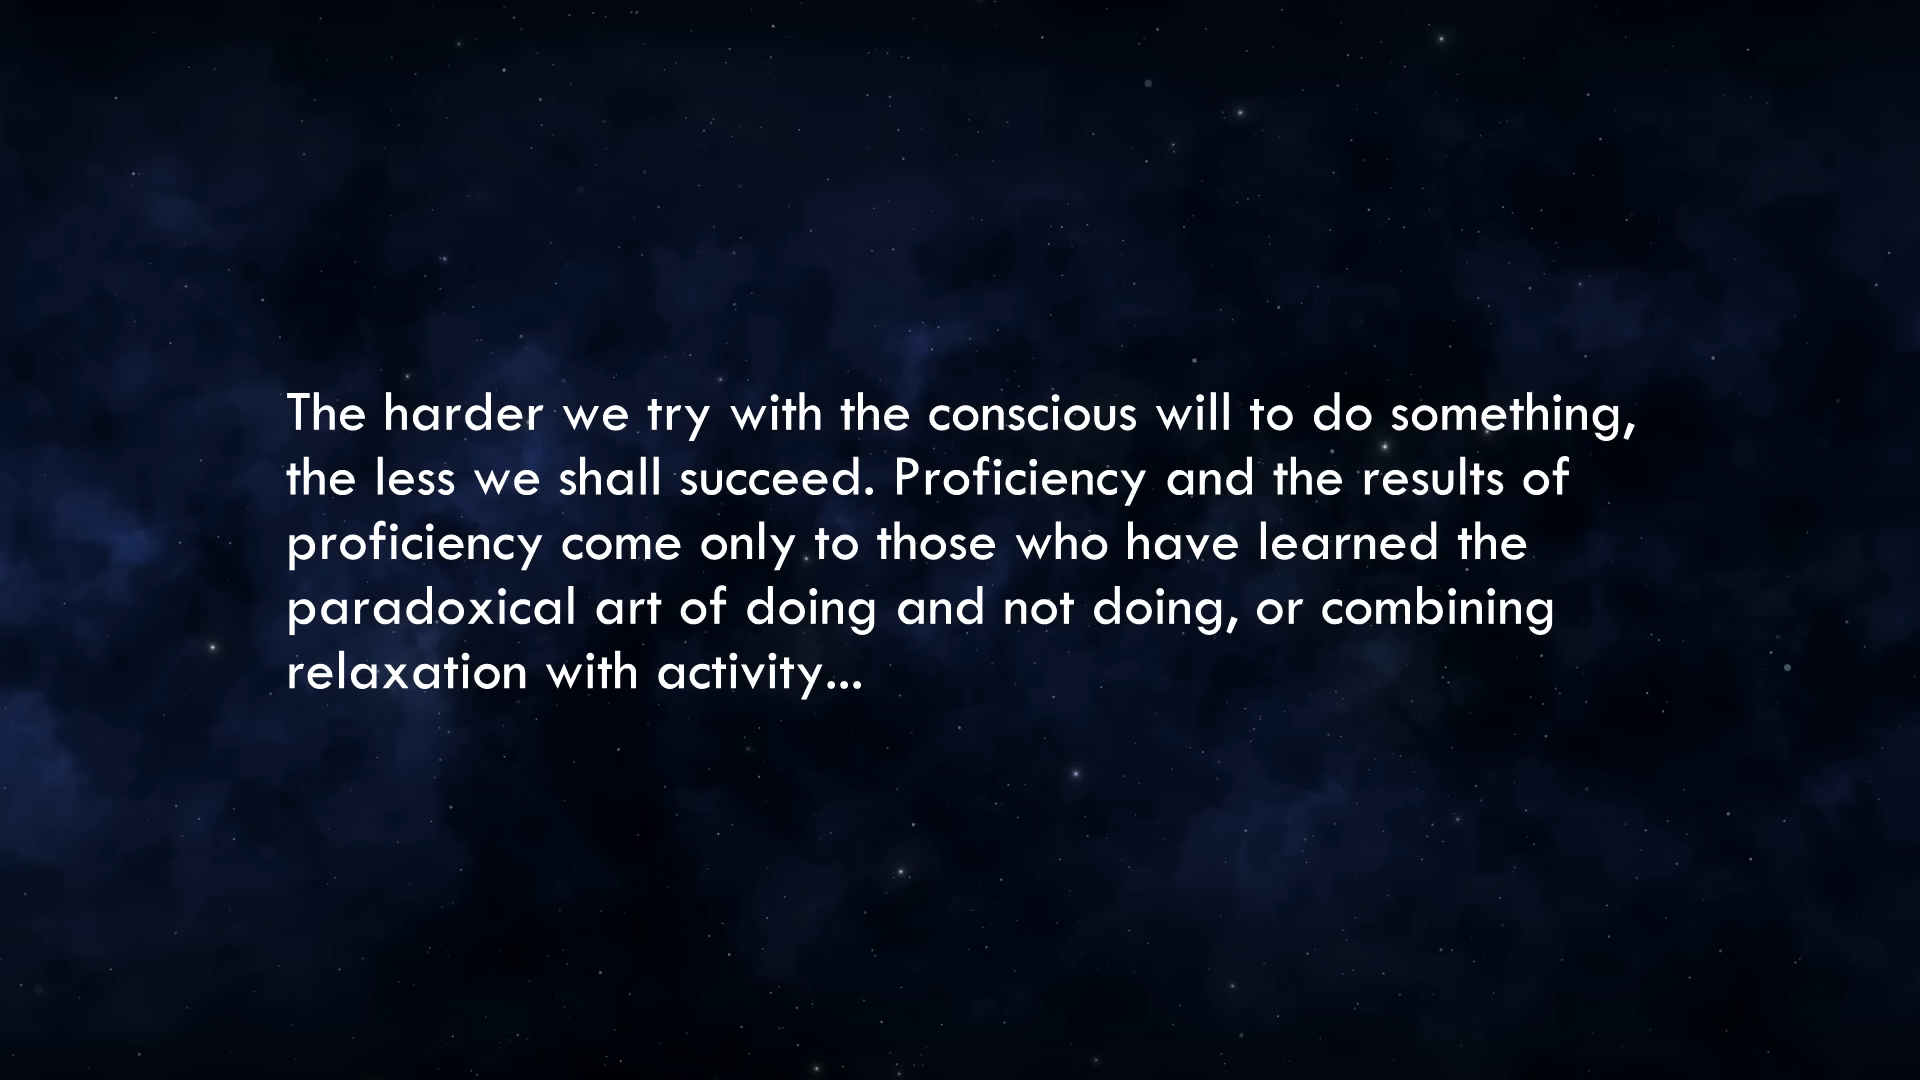 The harder we try with the conscious will to do something,
the less we shall succeed. Proficiency and the results of
proficiency come only to those who have learned the
paradoxical art of doing and not doing, or combining
relaxation with activity...